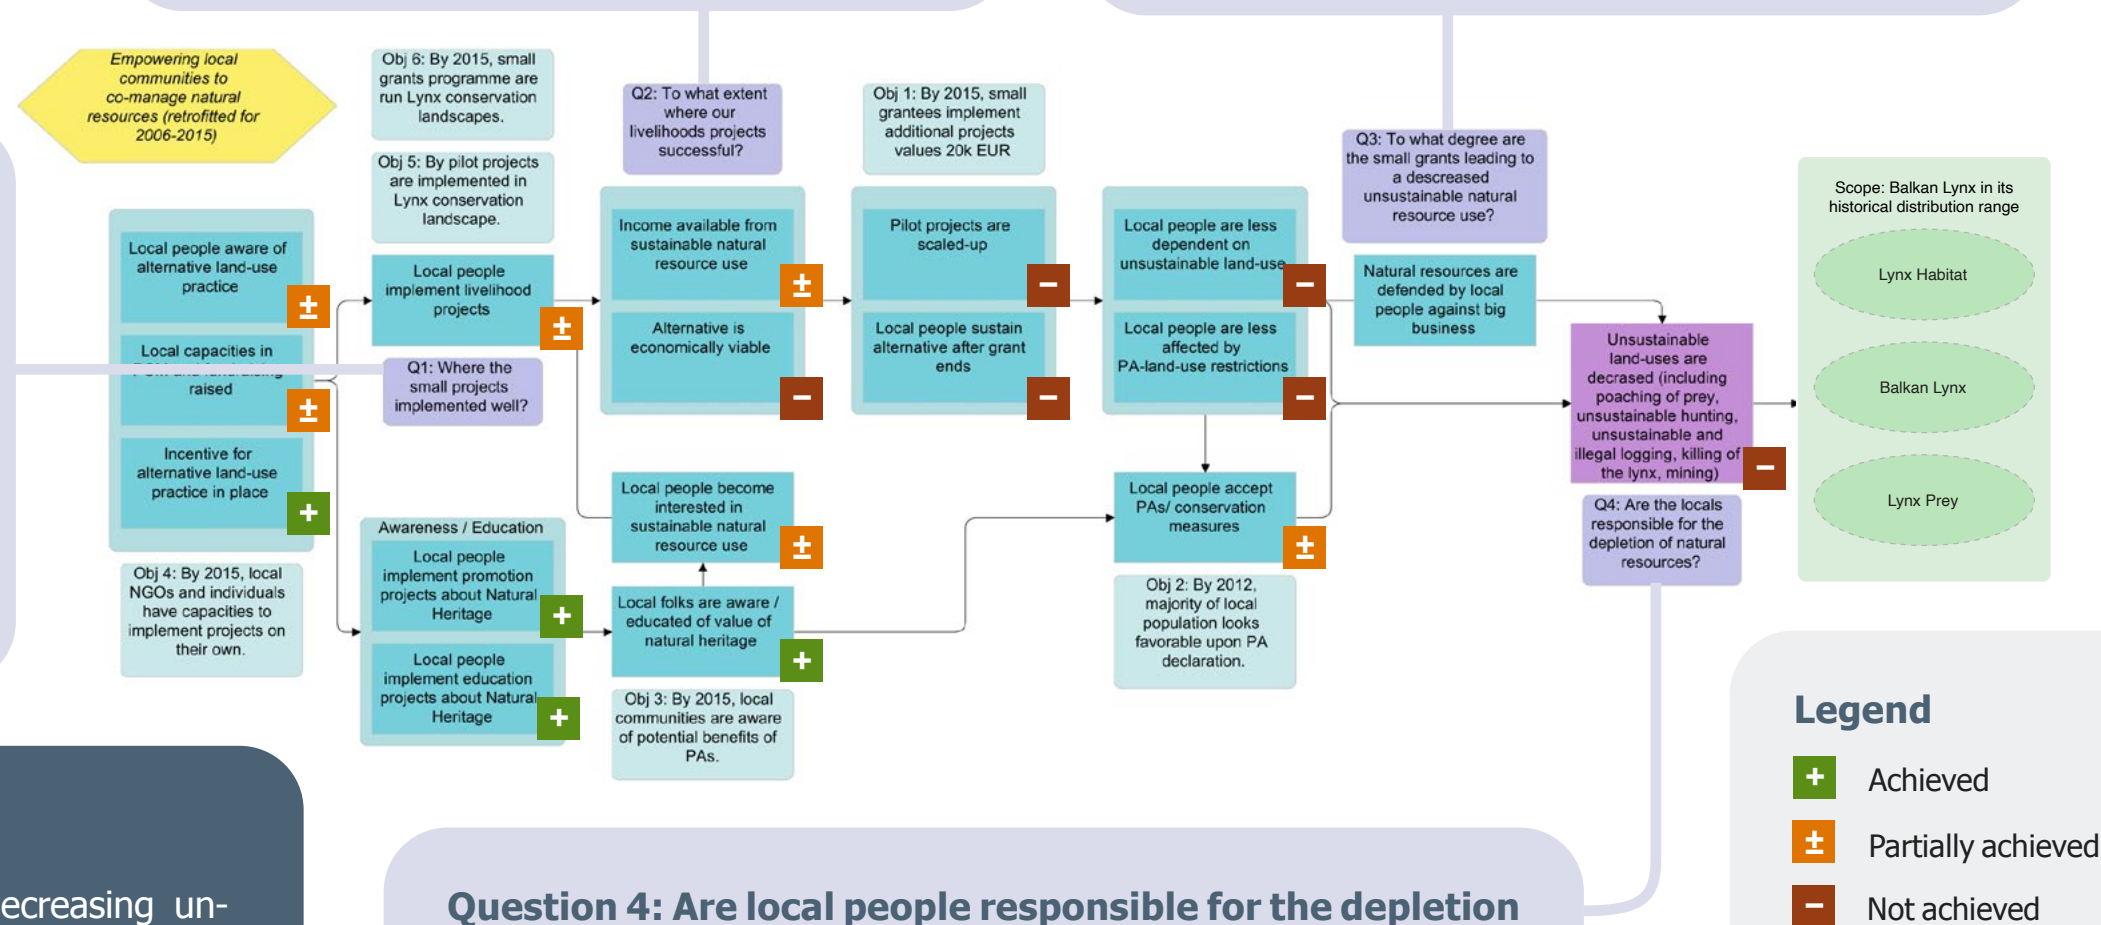 Empowering local
communities to
co-manage natural
resources (retrofitted for
2006-2015)
Obj 6: By 2015, small
grants programme are
run Lynx conservation
landscapes.
Obj 5: By pilot projects
are implemented in
Lynx conservation
landscape.
Q2: To what extent
where our
livelihoods projects
successful?
Obj 1: By 2015, small
grantees implement
additional projects
values 20k EUR
Q3: To what degree are
the small grants leading to
a descreased
unsustainable natural
resource use?
Local people aware of
alternative land-use
practice
±
Local capacities in
and fundraising
raised
±
Incentive for
alternative land-use
practice in place
+
Obj 4: By 2015, local
NGOs and individuals
have capacities to
implement projects on
their own.
Local people
implement livelihood
projects
±
Q1: Where the
small projects
implemented well?
Income available from
sustainable natural
resource use
±
Alternative is
economically viable
−
Pilot projects are
scaled-up
−
Local people sustain
alternative after grant
ends
−
Local people are less
dependent on
unsustainable land-use
−
Local people are less
affected by
PA-land-use restrictions
−
Natural resources are
defended by local
people against big
business
Unsustainable
land-uses are
decrased (including
poaching of prey,
unsustainable hunting,
unsustainable and
illegal logging, killing of
the lynx, mining)
−
Q4: Are the locals
responsible for the
depletion of natural
resources?
Scope: Balkan Lynx in its
historical distribution range
Lynx Habitat
Balkan Lynx
Lynx Prey
Awareness / Education
Local people
implement promotion
projects about Natural
Heritage
+
Local people
implement education
projects about Natural
Heritage
+
Local people become
interested in
sustainable natural
resource use
±
Local folks are aware /
educated of value of
natural heritage
+
Obj 3: By 2015, local
communities are aware
of potential benefits of
PAs.
Local people accept
PAs/ conservation
measures
±
Obj 2: By 2012,
majority of local
population looks
favorable upon PA
declaration.
Legend
+ Achieved
± Partially achieved
− Not achieved
ecreasing un-
Question 4: Are local people responsible for the depletion